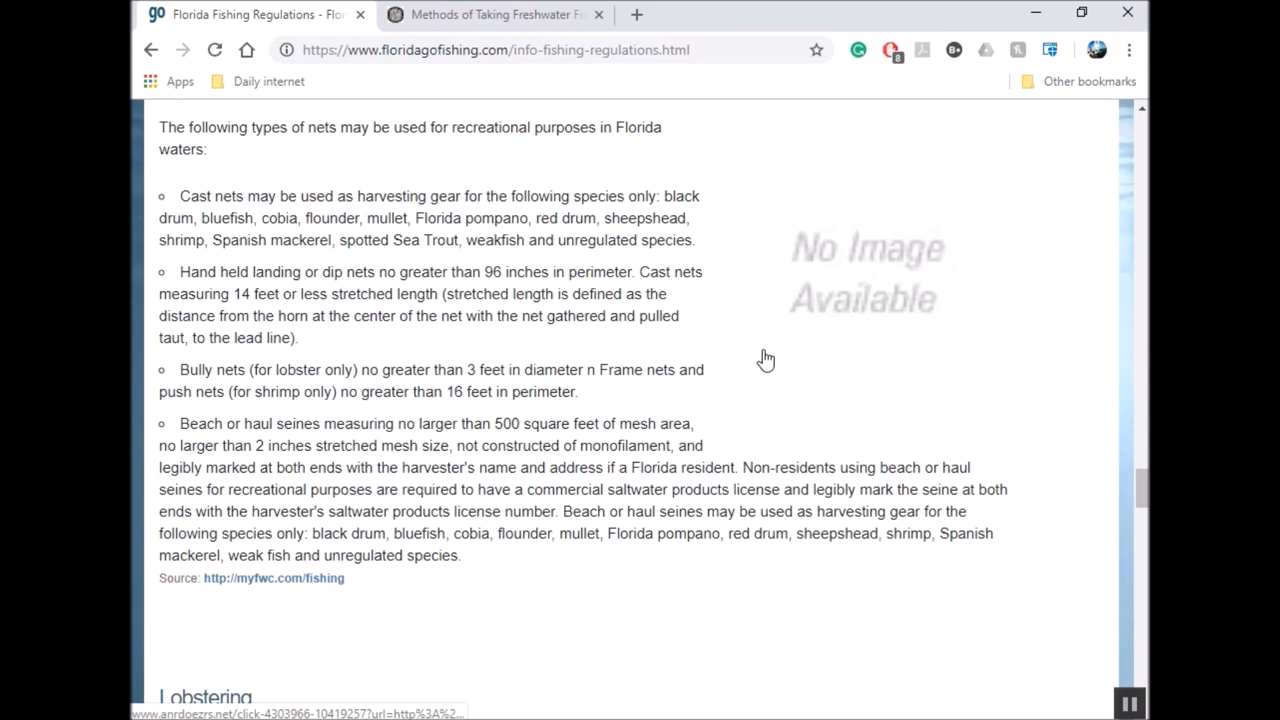 go Florida Fishing Regulations - Flor
Methods of Taking Freshwater F
https://www.floridagofishing.com/info-fishing-regulations.html
8
B+
h
Apps
Daily internet
Other bookmarks
The following types of nets may be used for recreational purposes in Florida
waters:
Cast nets may be used as harvesting gear for the following species only: black
drum, bluefish, cobia, flounder, mullet, Florida pompano, red drum, sheepshead,
shrimp, Spanish mackerel, spotted Sea Trout, weakfish and unregulated species.
Hand held landing or dip nets no greater than 96 inches in perimeter. Cast nets
measuring 14 feet or less stretched length (stretched length is defined as the
distance from the horn at the center of the net with the net gathered and pulled
taut, to the lead line).
Bully nets (for lobster only) no greater than 3 feet in diameter n Frame nets and
push nets (for shrimp only) no greater than 16 feet in perimeter.
Beach or haul seines measuring no larger than 500 square feet of mesh area,
no larger than 2 inches stretched mesh size, not constructed of monofilament, and
legibly marked at both ends with the harvester's name and address if a Florida resident. Non-residents using beach or haul
seines for recreational purposes are required to have a commercial saltwater products license and legibly mark the seine at both
ends with the harvester's saltwater products license number. Beach or haul seines may be used as harvesting gear for the
following species only: black drum, bluefish, cobia, flounder, mullet, Florida pompano, red drum, sheepshead, shrimp, Spanish
mackerel, weak fish and unregulated species.
Source: http://myfwc.com/fishing
No Image
Available
Lobstering
www.anrdoezrs.net/click-4303966-10419257?url=http%3A%2...